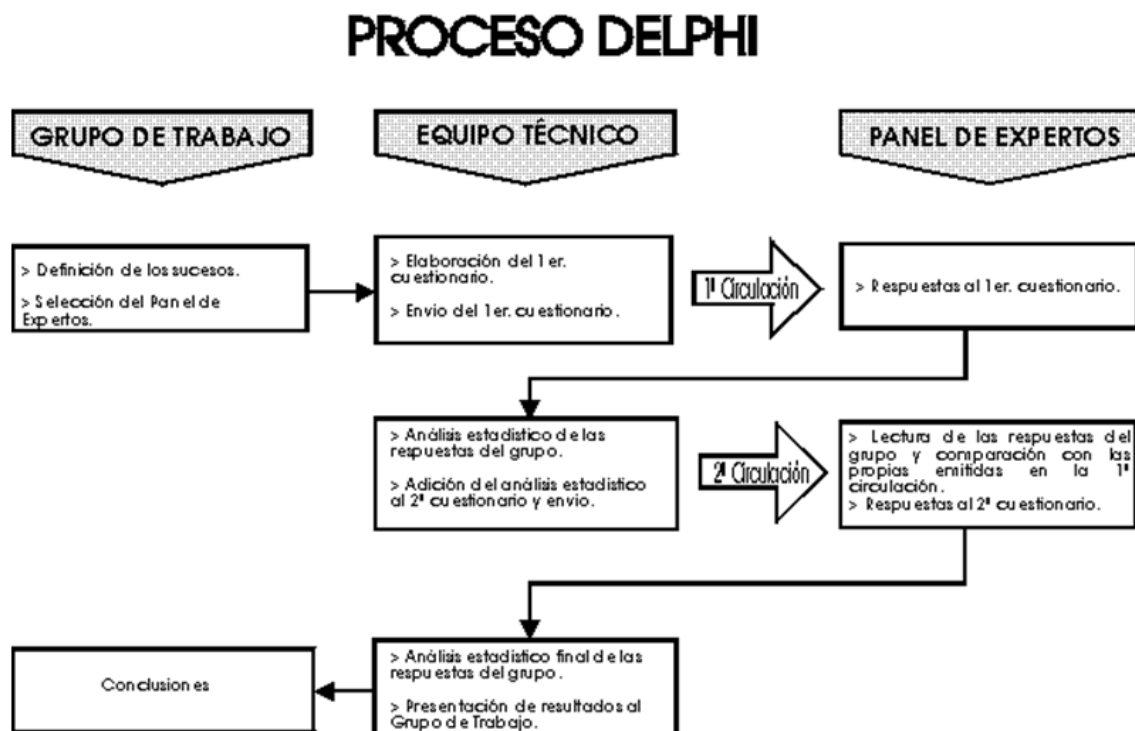 PROCESO DELPHI
GRUPO DE TRABAJO
EQUIPO TÉCNICO
PANEL DE EXPERTOS
> Definición de los sucesos.
> Selección del Panel de
Expertos.
> Elaboración del 1er.
cuestionario.
> Envio del 1er. cuestionario.
1ª Circulación
> Respuestas al 1er. cuestionario.
> Análisis estadístico de las
respuestas del grupo.
> Adición del análisis estadístico
al 2º cuestionario y envio.
2ª Circulación
> Lectura de las respuestas del
grupo y comparación con las
propias emitidas en la 1ª
circulación.
> Respuestas al 2º cuestionario.
> Análisis estadístico final de las
respuestas del grupo.
> Presentación de resultados al
Grupo de Trabajo.
Conclusiones